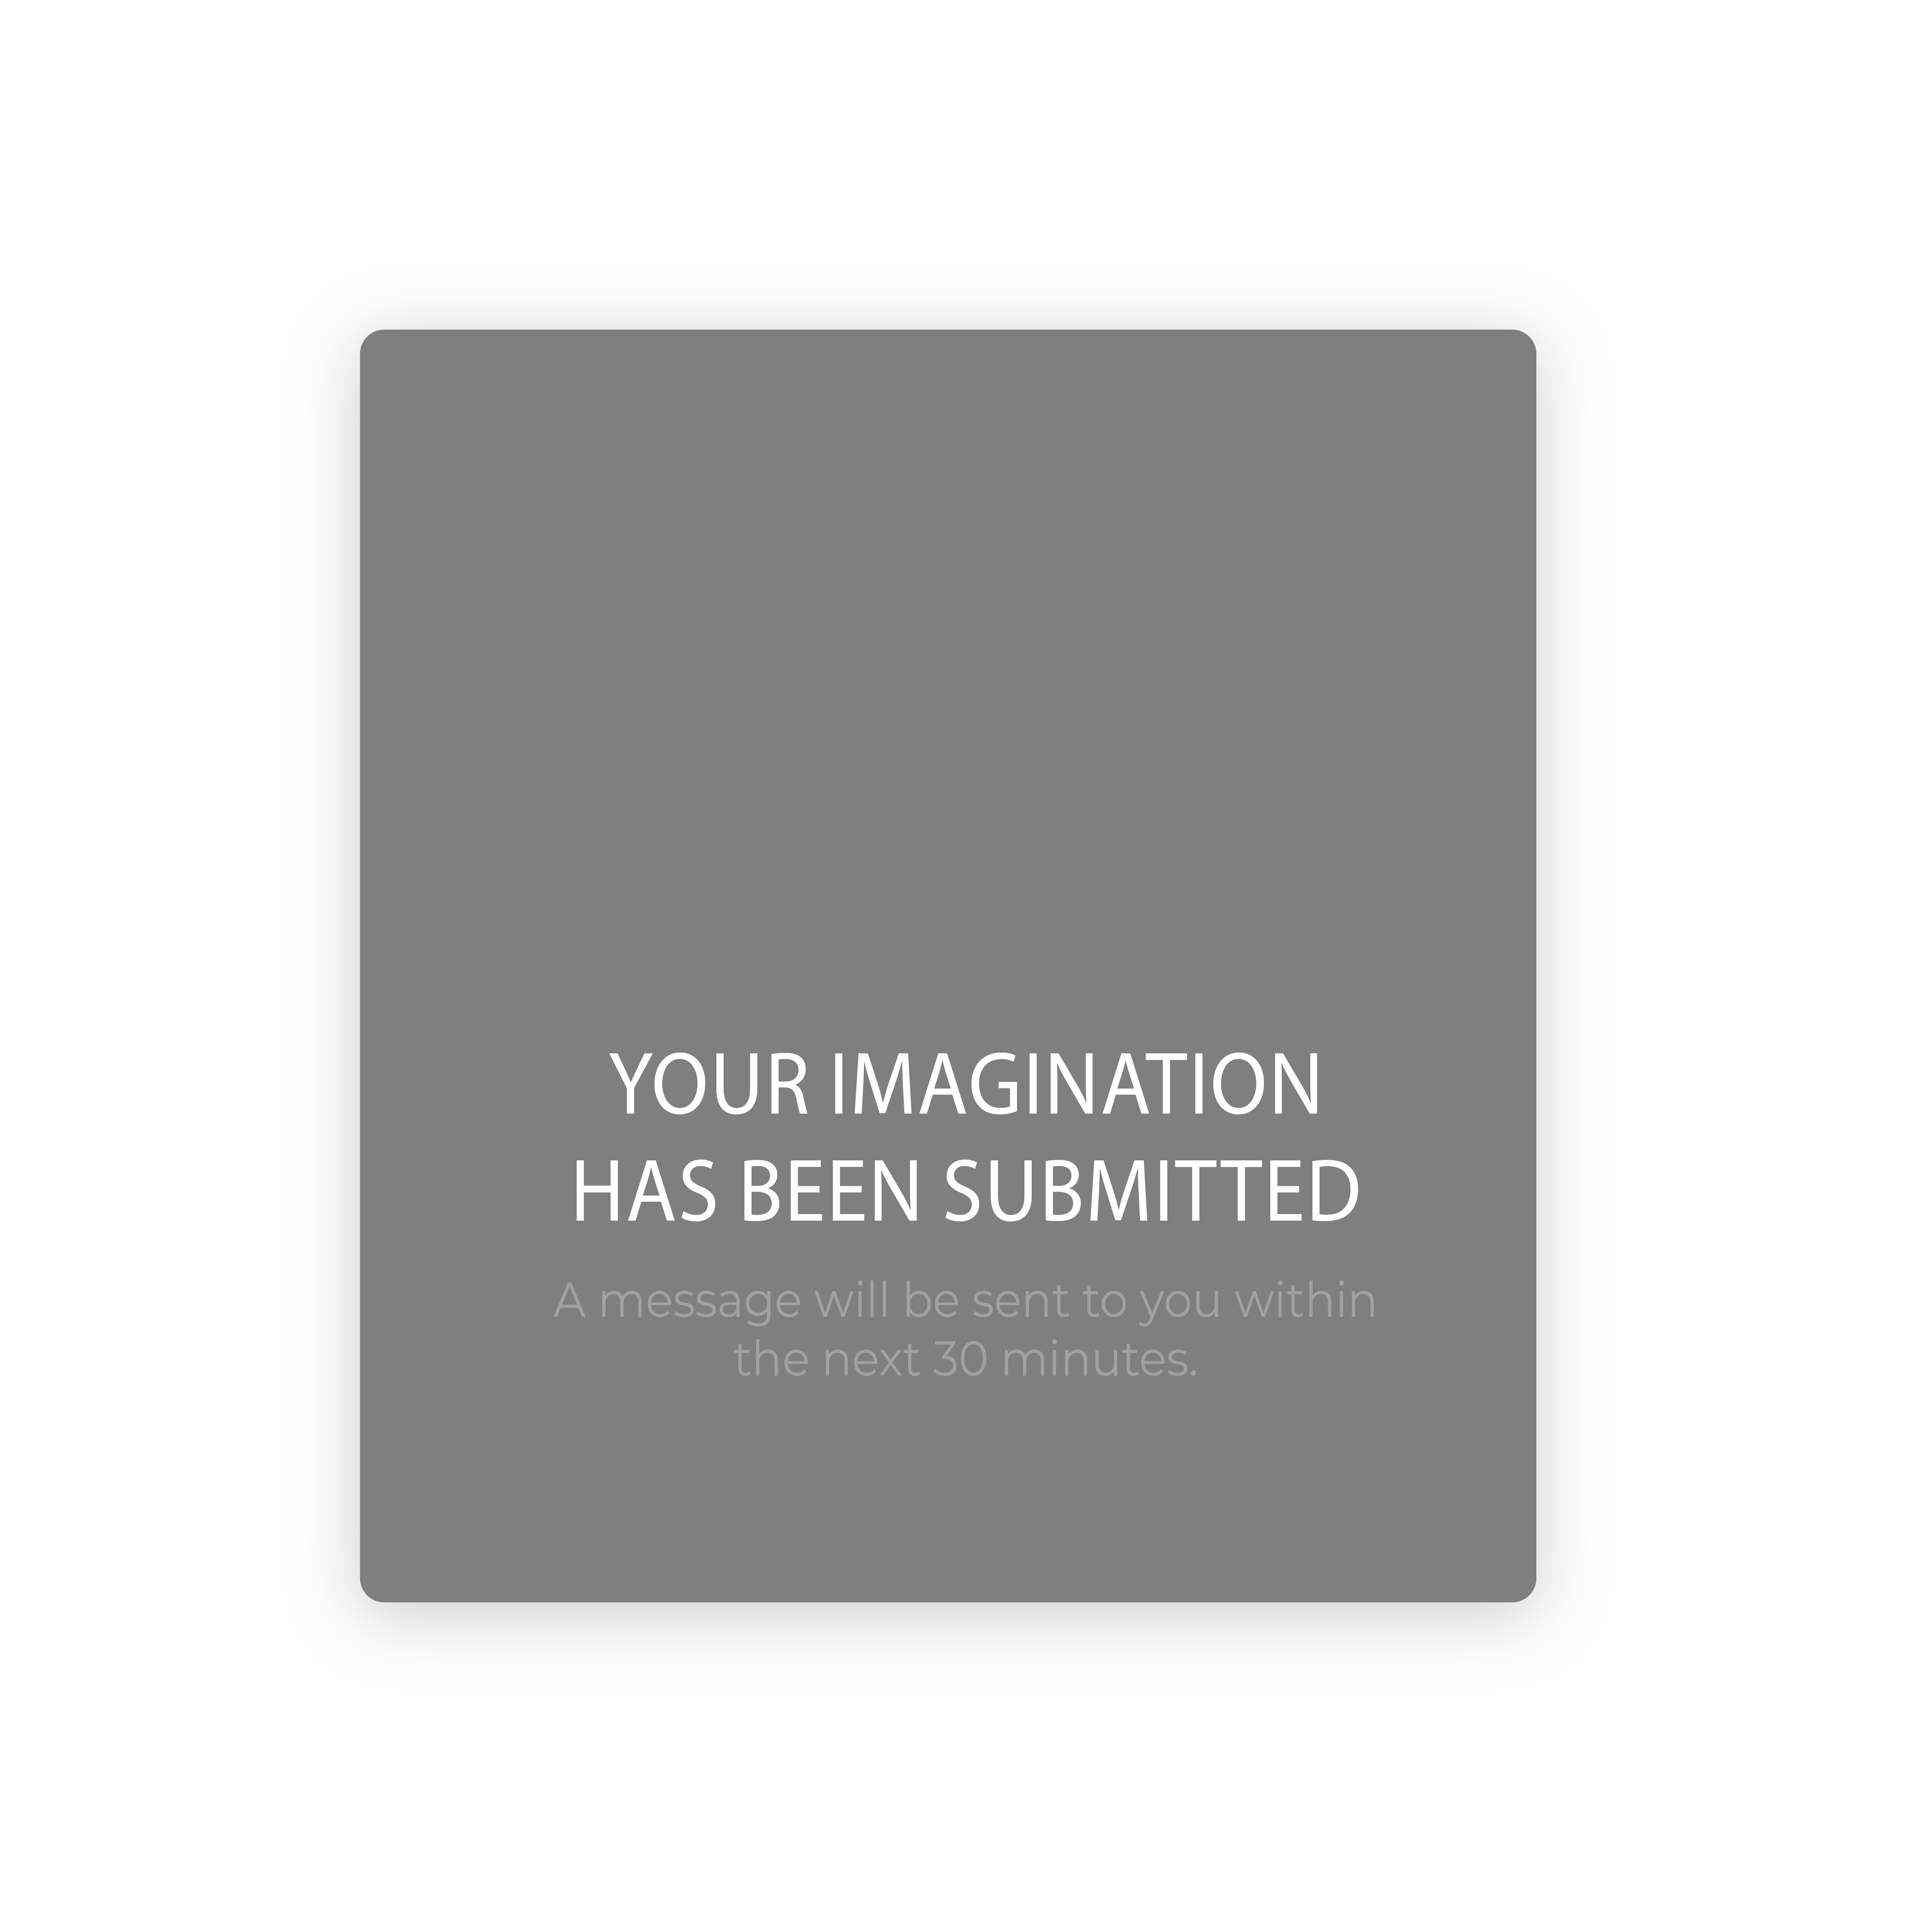 YOUR IMAGINATION
HAS BEEN SUBMITTED
A message will be sent to you within
the next 30 minutes.